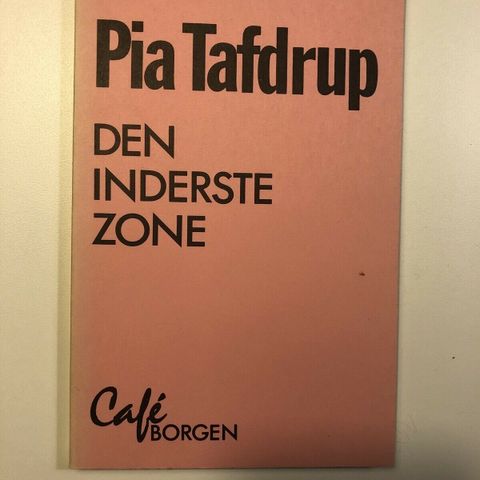 Pia Tafdrup
DEN
INDERSTE
ZONE
Café
BORGEN